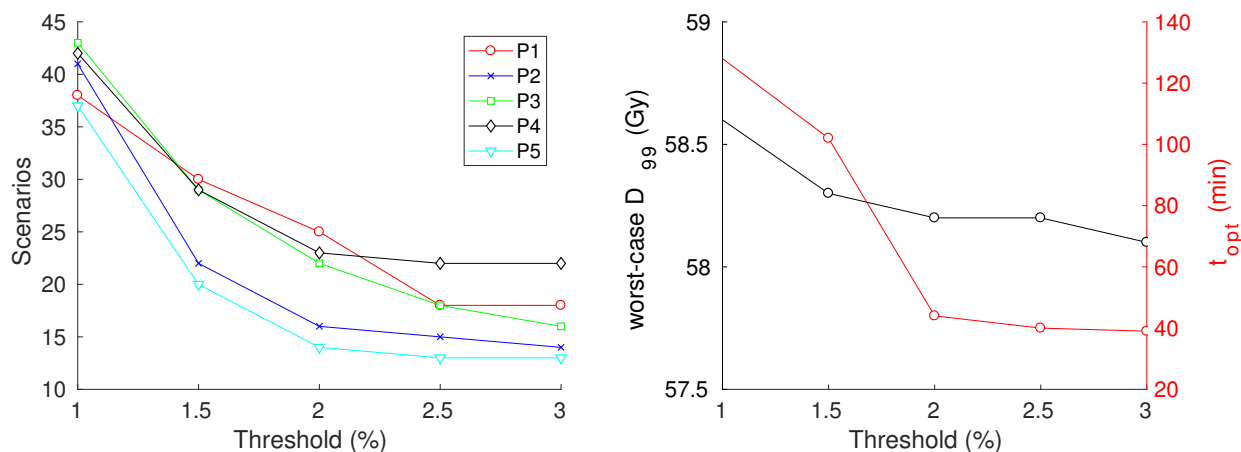 45
40
35
30
25
20
15
10
1
1.5
2
2.5
3
Scenarios
Threshold (%)
P1
P2
P3
P4
P5
59
58.5
58
57.5
worst-case D 99 (Gy)
1
1.5
2
2.5
3
Threshold (%)
140
120
100
80
60
40
20
t opt (min)